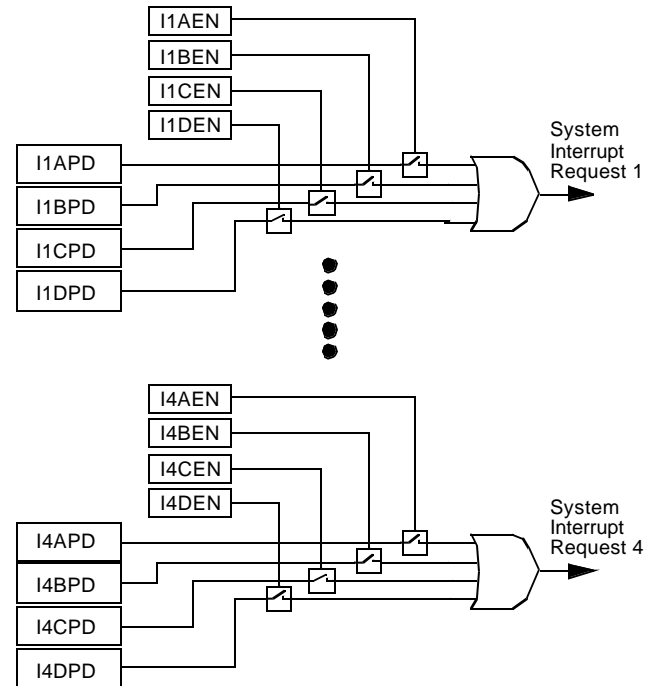 I1AEN
I1BEN
I1CEN
I1DEN
I1APD
I1BPD
I1CPD
I1DPD
System
Interrupt
Request 1
I4AEN
I4BEN
I4CEN
I4DEN
I4APD
I4BPD
I4CPD
I4DPD
System
Interrupt
Request 4